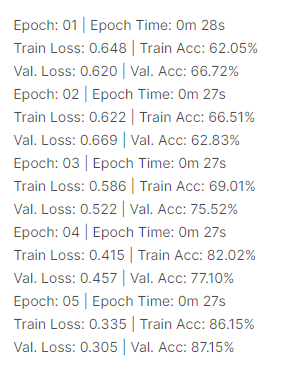 Epoch: 01 | Epoch Time: 0m 28s
Train Loss: 0.648 | Train Acc: 62.05%
Val. Loss: 0.620 | Val. Acc: 66.72%
Epoch: 02 | Epoch Time: 0m 27s
Train Loss: 0.622 | Train Acc: 66.51%
Val. Loss: 0.669 | Val. Acc: 62.83%
Epoch: 03 | Epoch Time: 0m 27s
Train Loss: 0.586 | Train Acc: 69.01%
Val. Loss: 0.522 | Val. Acc: 75.52%
Epoch: 04 | Epoch Time: 0m 27s
Train Loss: 0.415 | Train Acc: 82.02%
Val. Loss: 0.457 | Val. Acc: 77.10%
Epoch: 05 | Epoch Time: 0m 27s
Train Loss: 0.335 | Train Acc: 86.15%
Val. Loss: 0.305 | Val. Acc: 87.15%